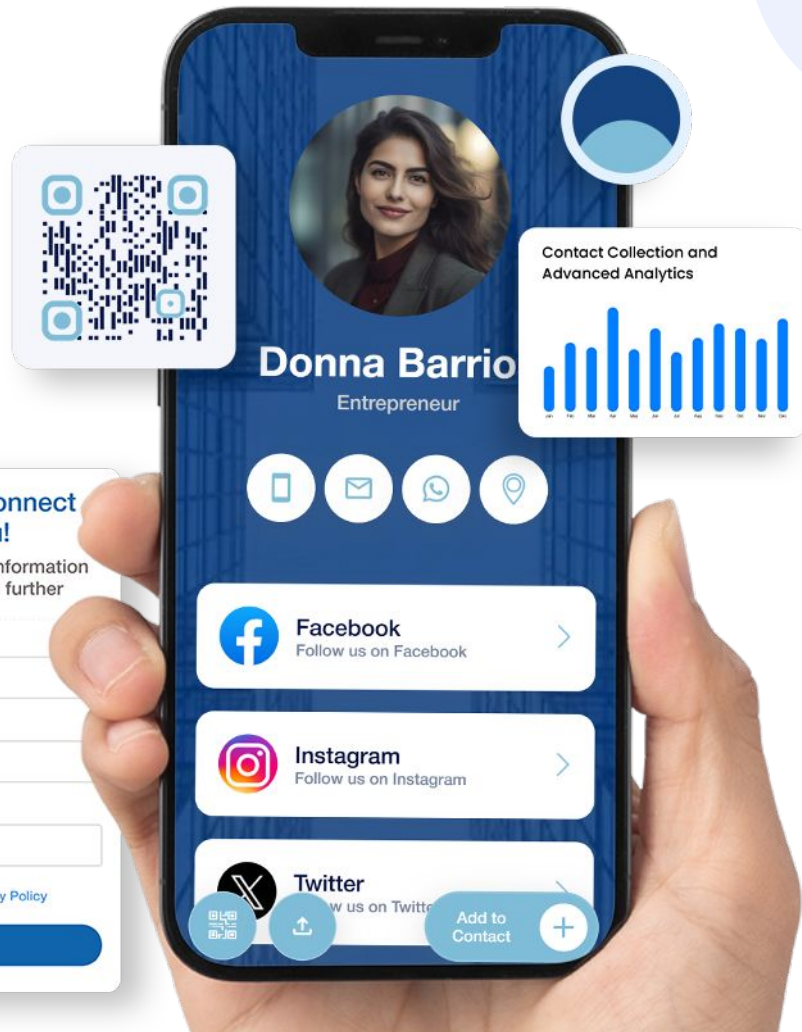 Contact Collection and
Advanced Analytics
Donna Barrio
Entrepreneur
onnect
!
nformation
further
y Policy
Facebook
Follow us on Facebook
Instagram
Follow us on Instagram
Twitter
w us on Twitte
Add to
Contact